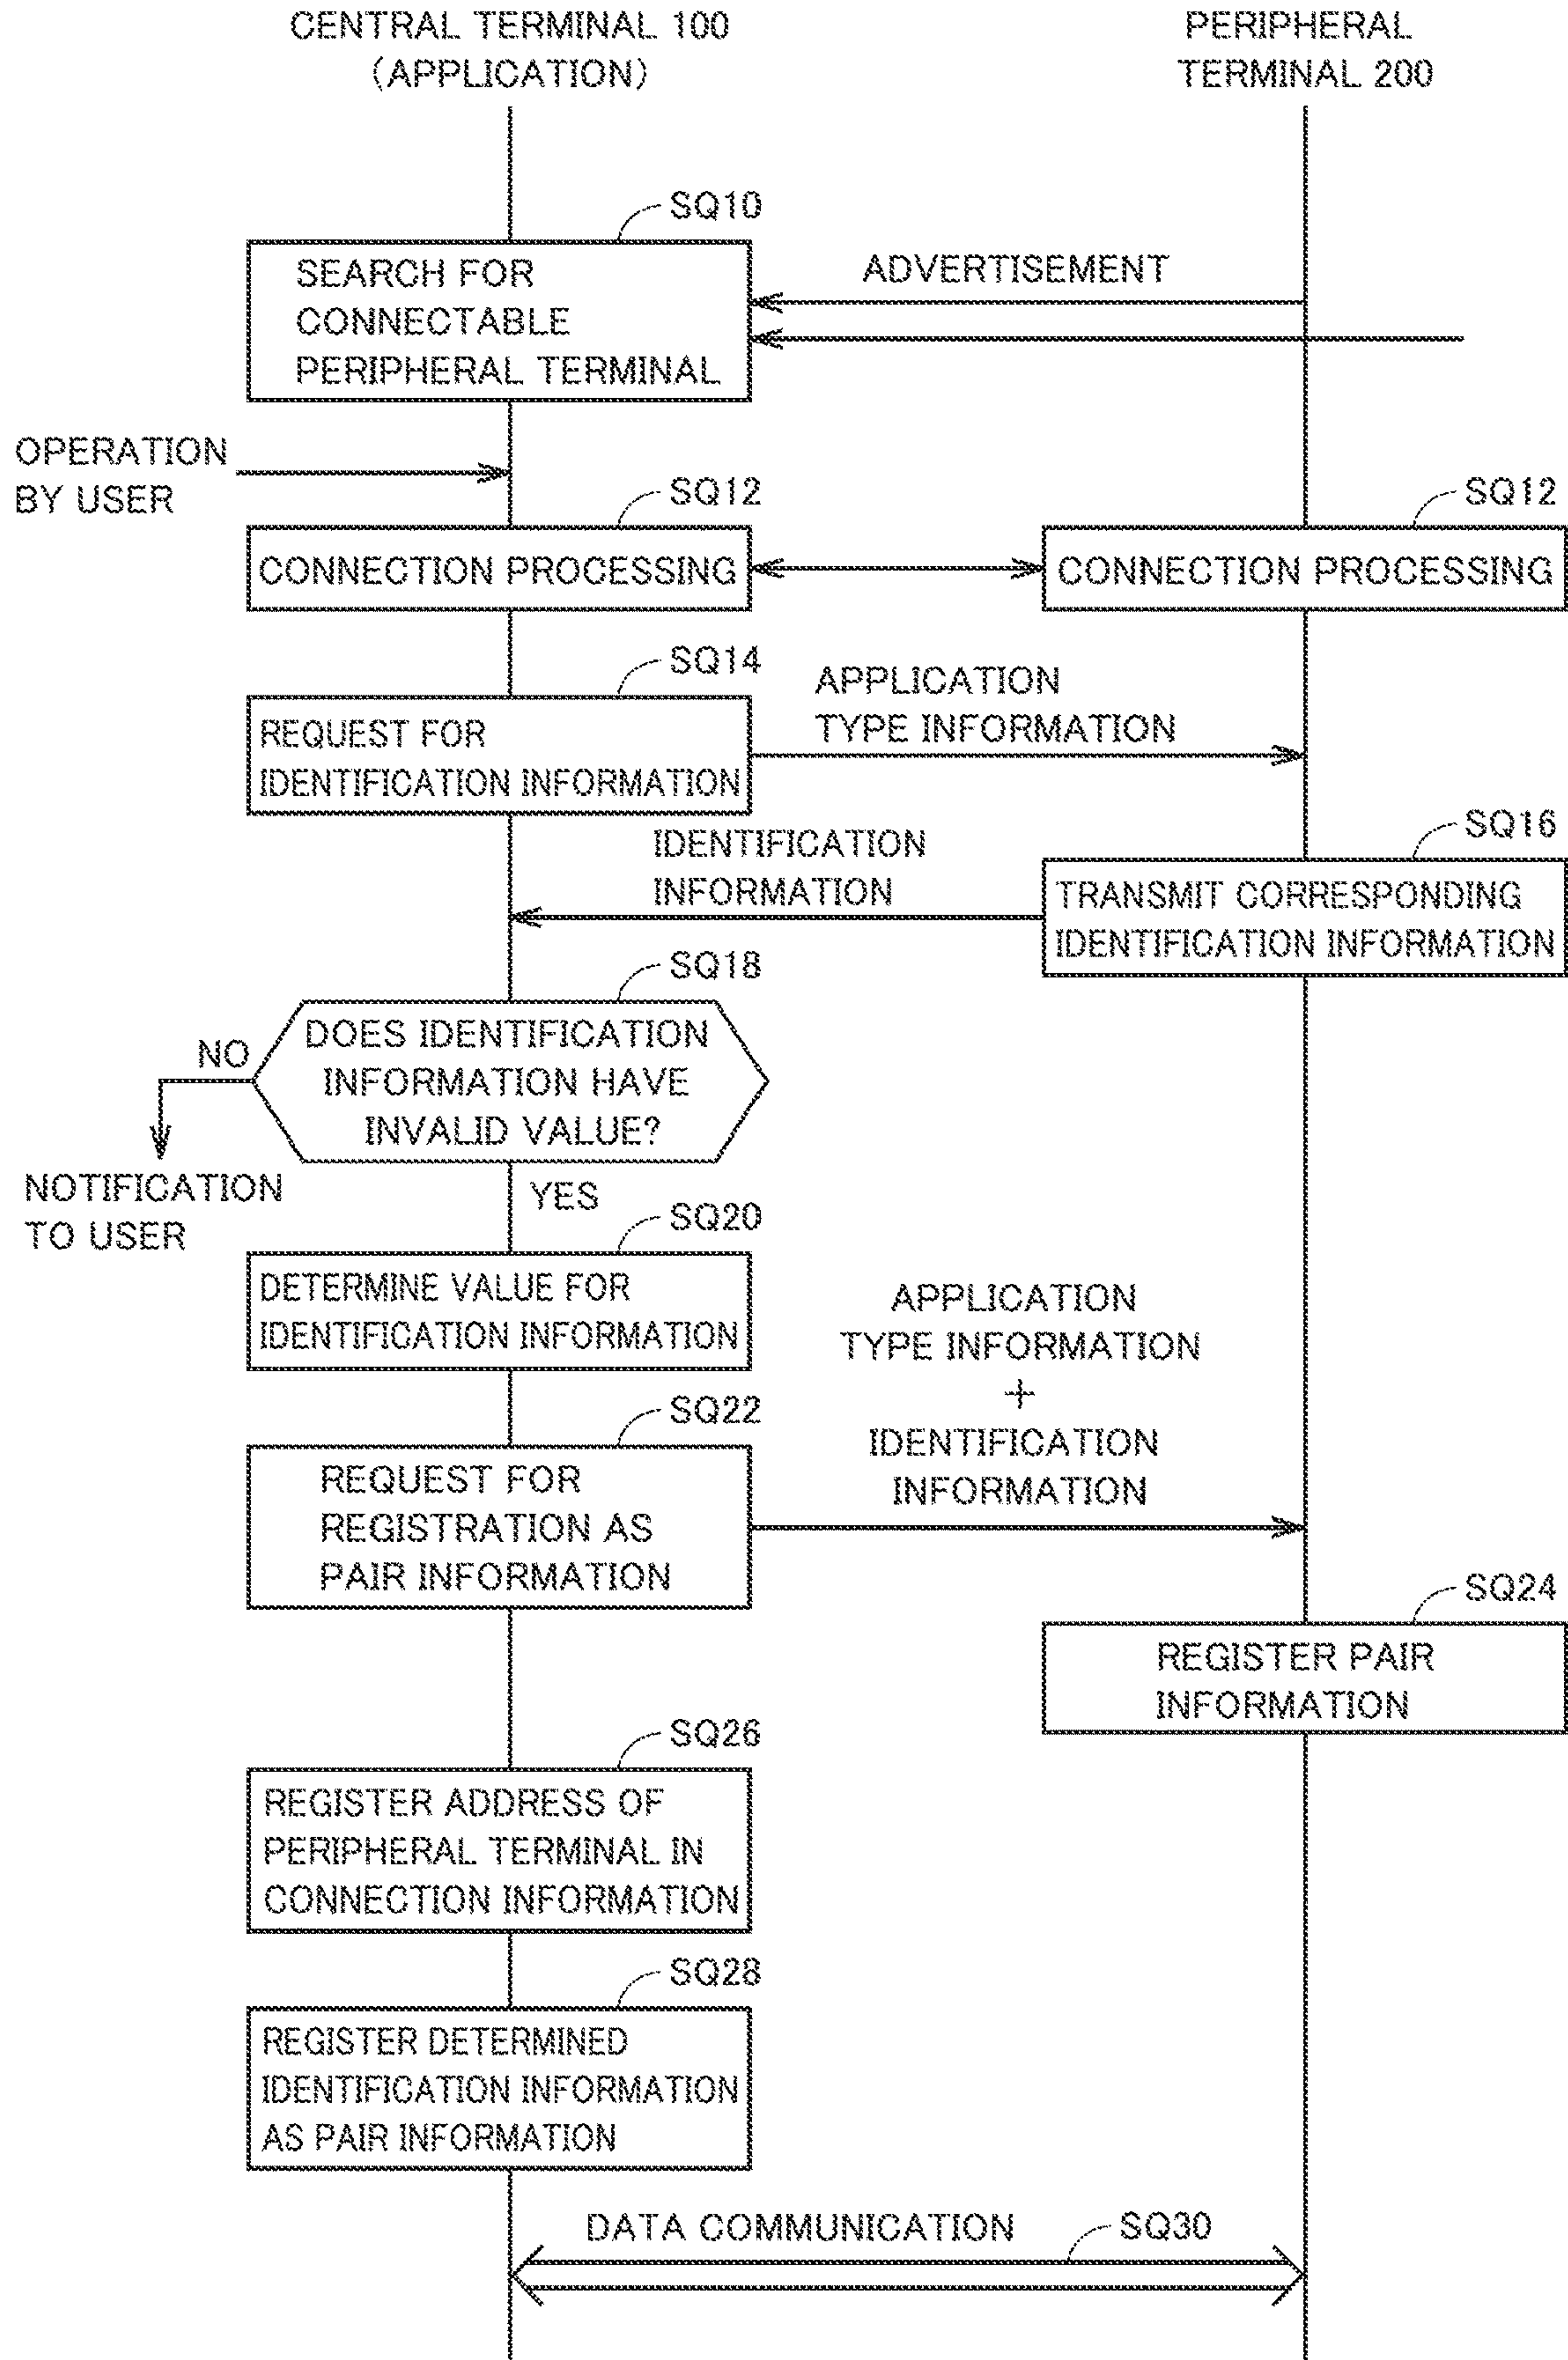 CENTRAL TERMINAL 100
(APPLICATION)
PERIPHERAL
TERMINAL 200
SQ10
SEARCH FOR
CONNECTABLE
PERIPHERAL TERMINAL
ADVERTISEMENT
OPERATION
BY USER
SQ12
CONNECTION PROCESSING
SQ12
CONNECTION PROCESSING
SQ14
REQUEST FOR
IDENTIFICATION INFORMATION
APPLICATION
TYPE INFORMATION
SQ16
TRANSMIT CORRESPONDING
IDENTIFICATION INFORMATION
IDENTIFICATION
INFORMATION
SQ18
DOES IDENTIFICATION
INFORMATION HAVE
INVALID VALUE?
NO
NOTIFICATION
TO USER
YES
SQ20
DETERMINE VALUE FOR
IDENTIFICATION INFORMATION
SQ22
REQUEST FOR
REGISTRATION AS
PAIR INFORMATION
APPLICATION
TYPE INFORMATION
+
IDENTIFICATION
INFORMATION
SQ24
REGISTER PAIR
INFORMATION
SQ26
REGISTER ADDRESS OF
PERIPHERAL TERMINAL IN
CONNECTION INFORMATION
SQ28
REGISTER DETERMINED
IDENTIFICATION INFORMATION
AS PAIR INFORMATION
DATA COMMUNICATION
SQ30